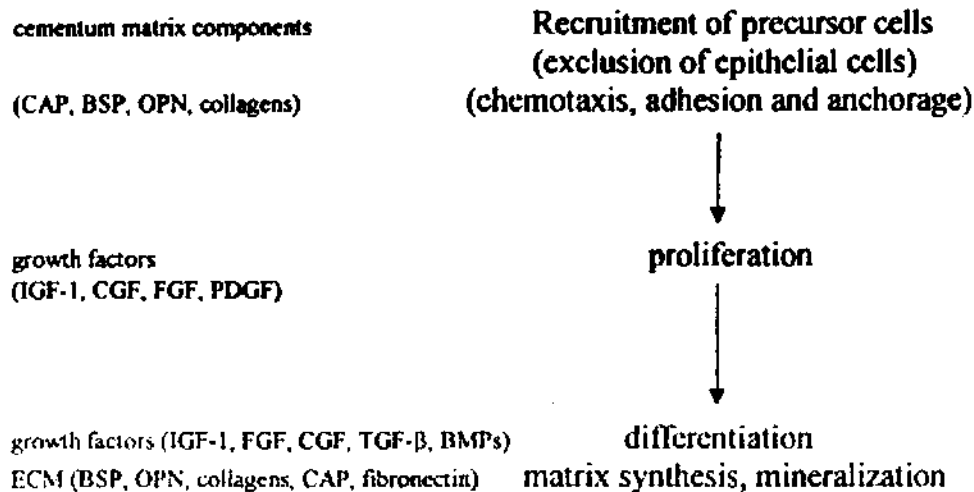 cementum matrix components
(CAP, BSP, OPN, collagens)
Recruitment of precursor cells
(exclusion of epithelial cells)
(chemotaxis, adhesion and anchorage)
growth factors
(IGF-1, CGF, FGF, PDGF)
proliferation
growth factors (IGF-1, FGF, CGF, TGF-β, BMPs)
ECM (BSP, OPN, collagens, CAP, fibronectin)
differentiation
matrix synthesis, mineralization